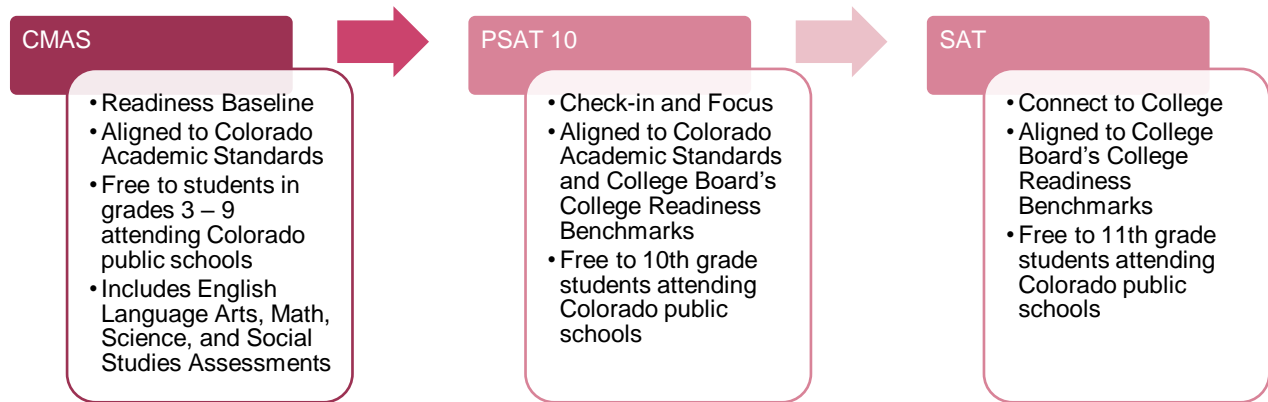 CMAS
• Readiness Baseline
• Aligned to Colorado
Academic Standards
• Free to students in
grades 3 – 9
attending Colorado
public schools
• Includes English
Language Arts, Math,
Science, and Social
Studies Assessments
PSAT 10
• Check-in and Focus
• Aligned to Colorado
Academic Standards
and College Board’s
College Readiness
Benchmarks
• Free to 10th grade
students attending
Colorado public
schools
SAT
• Connect to College
• Aligned to College
Board’s College
Readiness
Benchmarks
• Free to 11th grade
students attending
Colorado public
schools